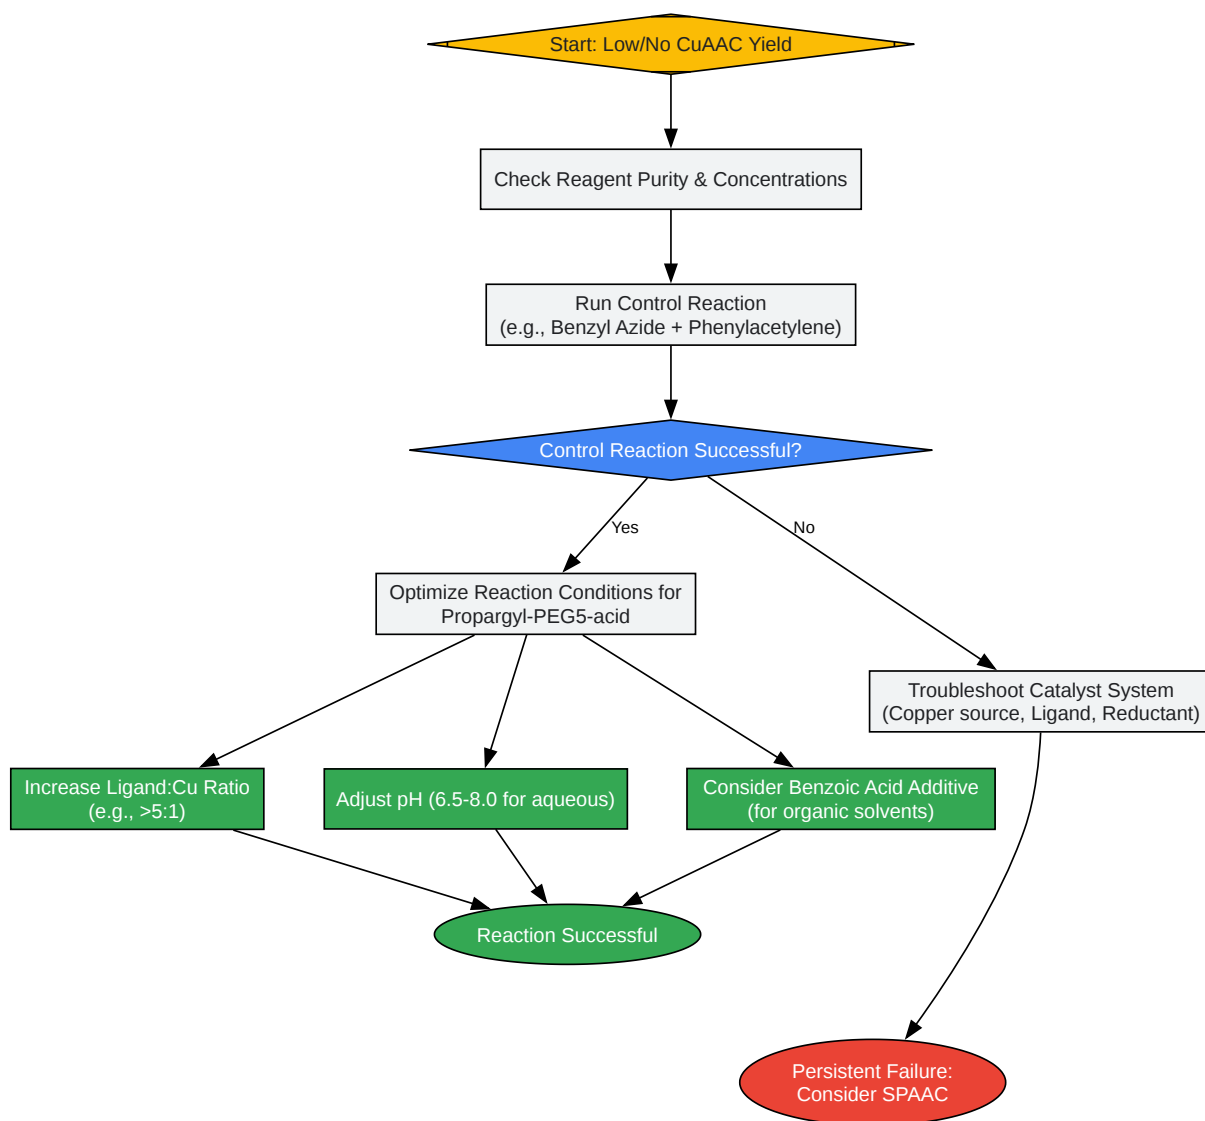 Start: Low/No CuAAC Yield
Check Reagent Purity & Concentrations
Run Control Reaction
(e.g., Benzyl Azide + Phenylacetylene)
Control Reaction Successful?
Yes
No
Optimize Reaction Conditions for
Propargyl-PEG5-acid
Troubleshoot Catalyst System
(Copper source, Ligand, Reductant)
Increase Ligand:Cu Ratio
(e.g., >5:1)
Adjust pH (6.5-8.0 for aqueous)
Consider Benzoic Acid Additive
(for organic solvents)
Reaction Successful
Persistent Failure:
Consider SPAAC